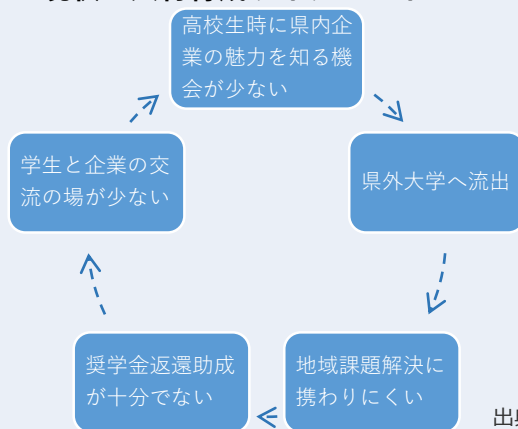 高校生時に県内企
業の魅力を知る機
会が少ない
学生と企業の交
流の場が少ない
県外大学へ流出
奨学金返還助成
が十分でない
地域課題解決に
携わりにくい